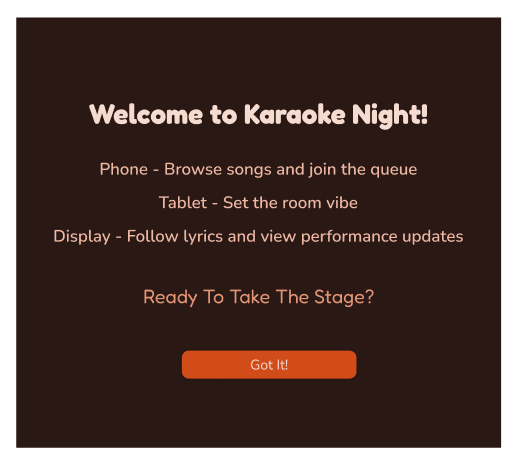 Welcome to Karaoke Night!
Phone - Browse songs and join the queue
Tablet - Set the room vibe
Display - Follow lyrics and view performance updates
Ready To Take The Stage?
Got It!